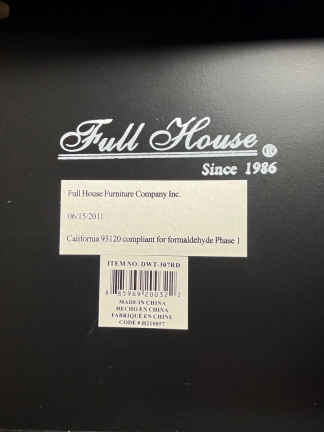 Full House ®
Since 1986
Full House Furniture Company Inc.
06/15/2011
California 93120 compliant for formaldehyde Phase 1
ITEM NO. DWT-307RD
MADE IN CHINA
HECHO EN CHINA
FABRIQUE EN CHINE